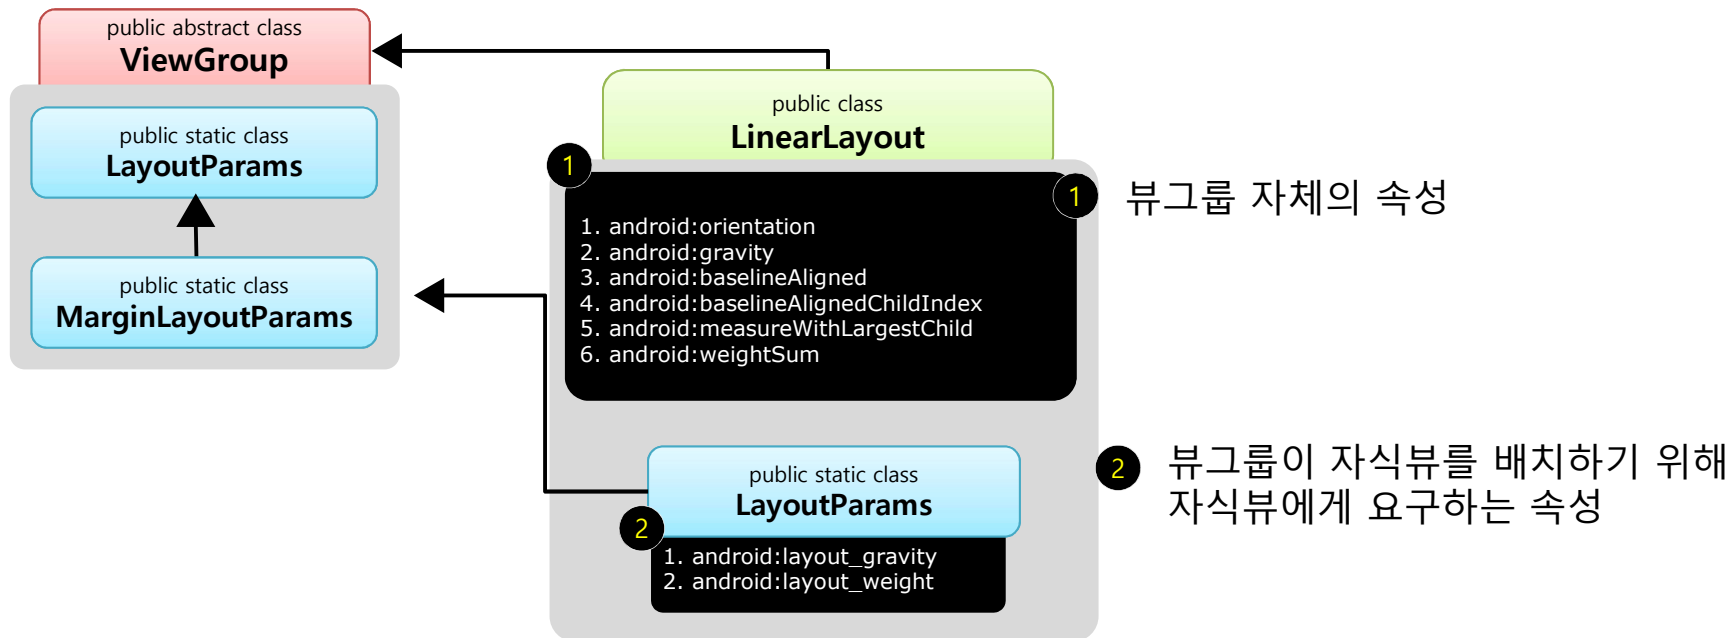 public abstract class
ViewGroup
public static class
LayoutParams
public static class
MarginLayoutParams
public class
LinearLayout
1
1
뷰그룹 자체의 속성
1. android:orientation
2. android:gravity
3. android:baselineAligned
4. android:baselineAlignedChildIndex
5. android:measureWithLargestChild
6. android:weightSum
public static class
LayoutParams
2
1. android:layout_gravity
2. android:layout_weight
2
뷰그룹이 자식뷰를 배치하기 위해
자식뷰에게 요구하는 속성